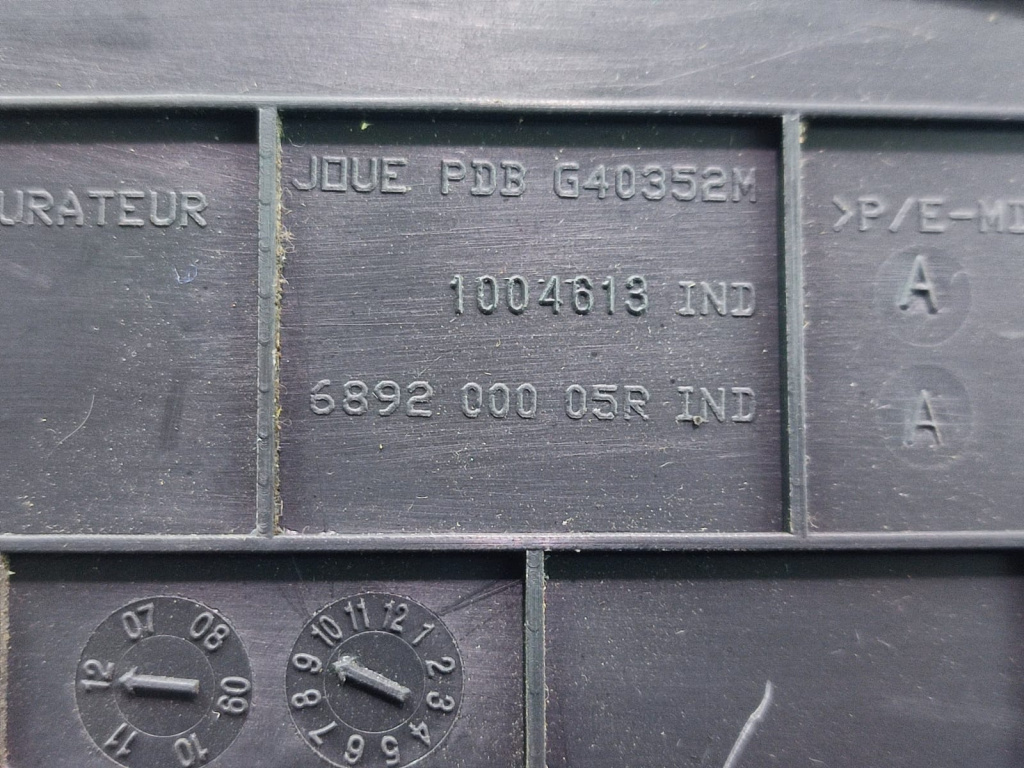 URATEUR
JOUE PDB G40352M
1004613 IND
6892 000 05R IND
>P/E-MD
A
A
07 08 09 10 11 12
1 2 3 4 5 6 7 8 9 10 11 12